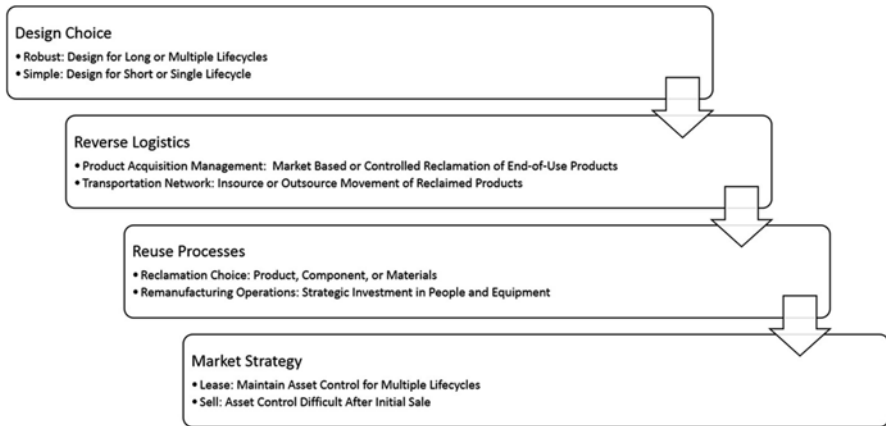 Design Choice
• Robust: Design for Long or Multiple Lifecycles
• Simple: Design for Short or Single Lifecycle
Reverse Logistics
• Product Acquisition Management: Market Based or Controlled Reclamation of End-of-Use Products
• Transportation Network: Insource or Outsource Movement of Reclaimed Products
Reuse Processes
• Reclamation Choice: Product, Component, or Materials
• Remanufacturing Operations: Strategic Investment in People and Equipment
Market Strategy
• Lease: Maintain Asset Control for Multiple Lifecycles
• Sell: Asset Control Difficult After Initial Sale